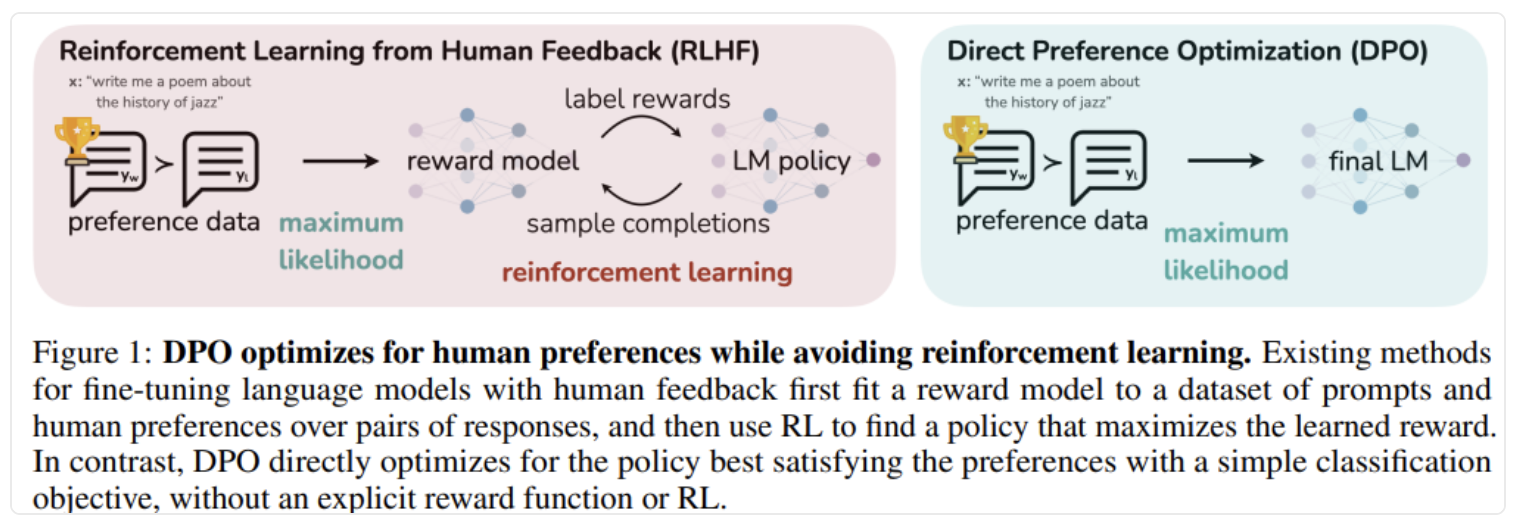 Reinforcement Learning from Human Feedback (RLHF)
x: “write me a poem about
the history of jazz”
label rewards
yw
>
yl
reward model
LM policy
preference data
maximum
likelihood
sample completions
reinforcement learning
Direct Preference Optimization (DPO)
x: “write me a poem about
the history of jazz”
yw
>
yl
final LM
preference data
maximum
likelihood
Figure 1: DPO optimizes for human preferences while avoiding reinforcement learning. Existing methods
for fine-tuning language models with human feedback first fit a reward model to a dataset of prompts and
human preferences over pairs of responses, and then use RL to find a policy that maximizes the learned reward.
In contrast, DPO directly optimizes for the policy best satisfying the preferences with a simple classification
objective, without an explicit reward function or RL.